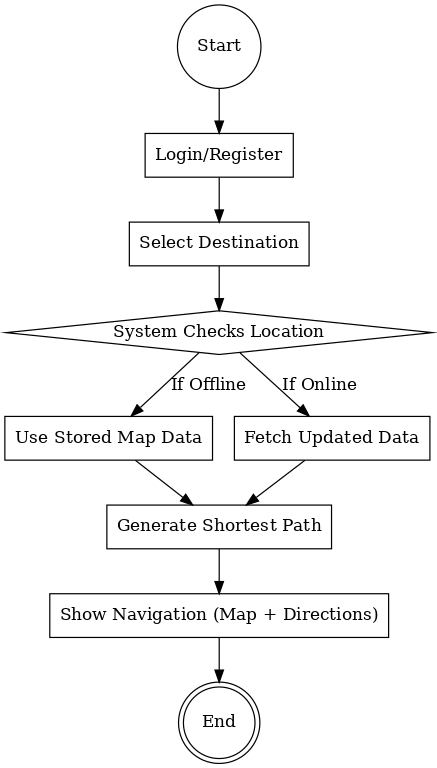 Start
Login/Register
Select Destination
System Checks Location
If Offline
If Online
Use Stored Map Data
Fetch Updated Data
Generate Shortest Path
Show Navigation (Map + Directions)
End